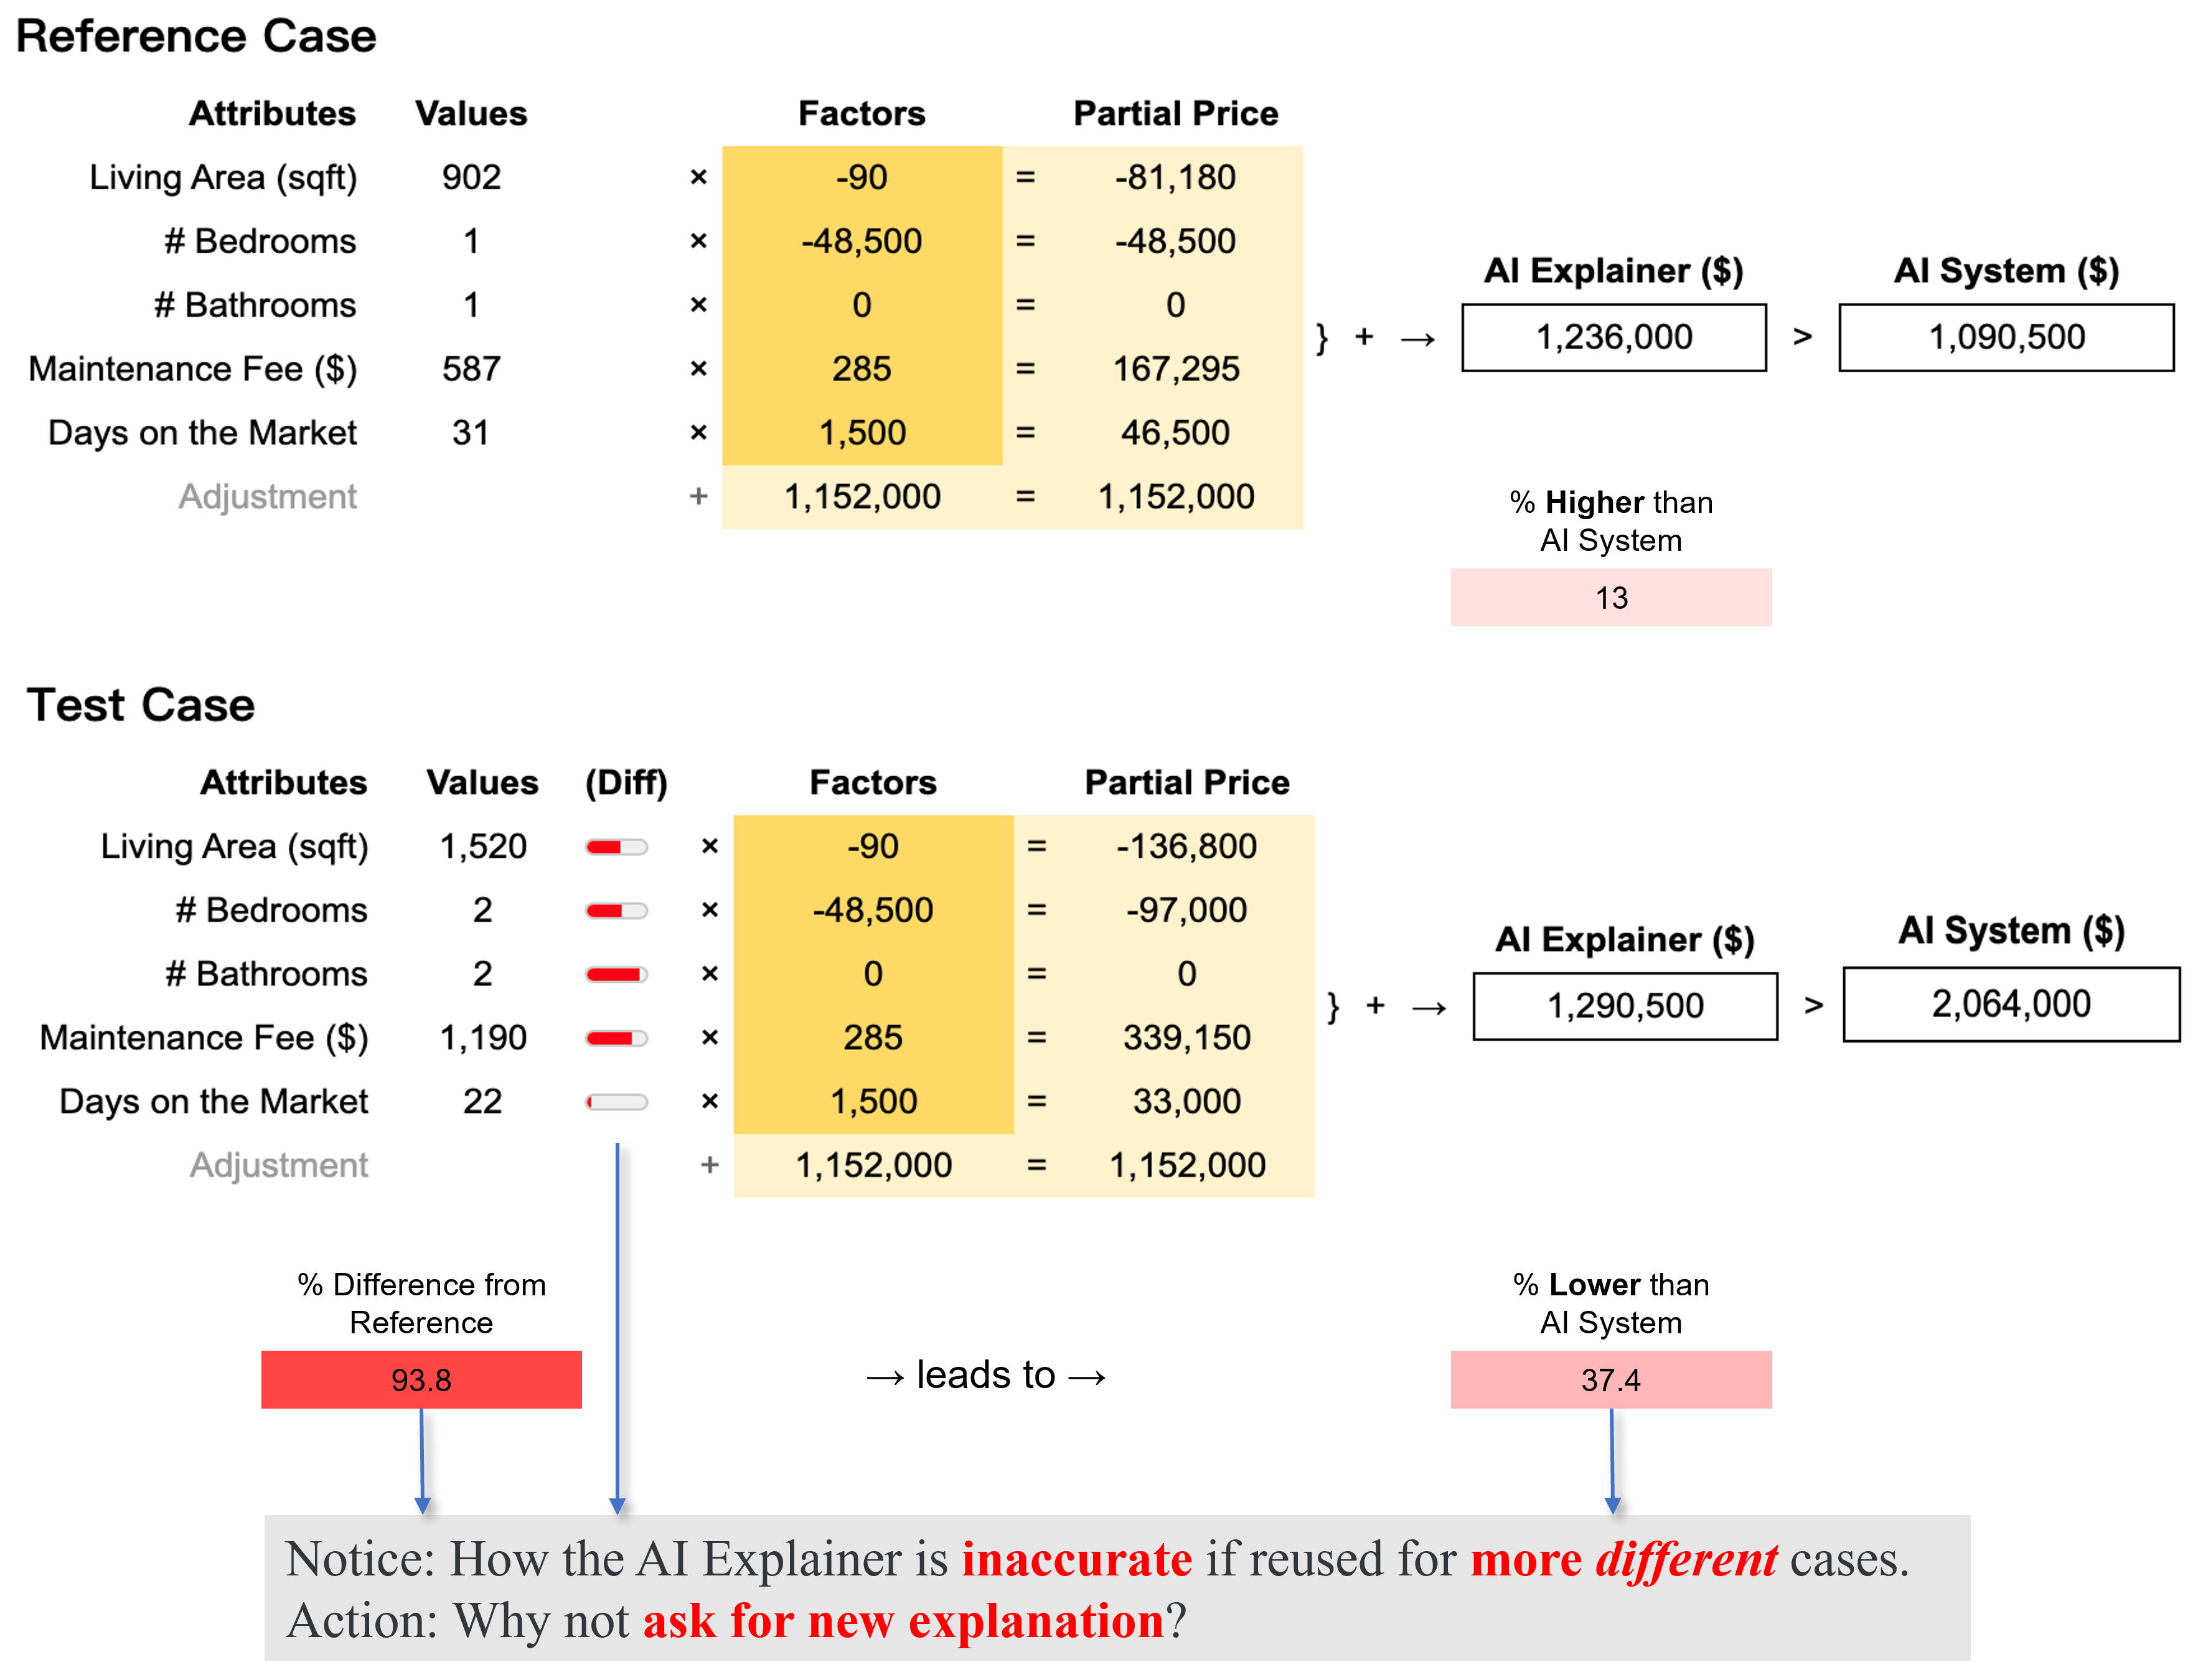 Reference Case
Attributes Values Factors Partial Price
Living Area (sqft) 902 × -90 = -81,180
# Bedrooms 1 × -48,500 = -48,500
# Bathrooms 1 × 0 = 0
Maintenance Fee ($) 587 × 285 = 167,295
Days on the Market 31 × 1,500 = 46,500
Adjustment + 1,152,000 = 1,152,000
AI Explainer ($) AI System ($)
} + → 1,236,000 > 1,090,500
% Higher than
AI System
13
Test Case
Attributes Values (Diff) Factors Partial Price
Living Area (sqft) 1,520 × -90 = -136,800
# Bedrooms 2 × -48,500 = -97,000
# Bathrooms 2 × 0 = 0
Maintenance Fee ($) 1,190 × 285 = 339,150
Days on the Market 22 × 1,500 = 33,000
Adjustment + 1,152,000 = 1,152,000
AI Explainer ($) AI System ($)
} + → 1,290,500 > 2,064,000
% Difference from
Reference
93.8
→ leads to →
% Lower than
AI System
37.4
Notice: How the AI Explainer is inaccurate if reused for more different cases.
Action: Why not ask for new explanation?